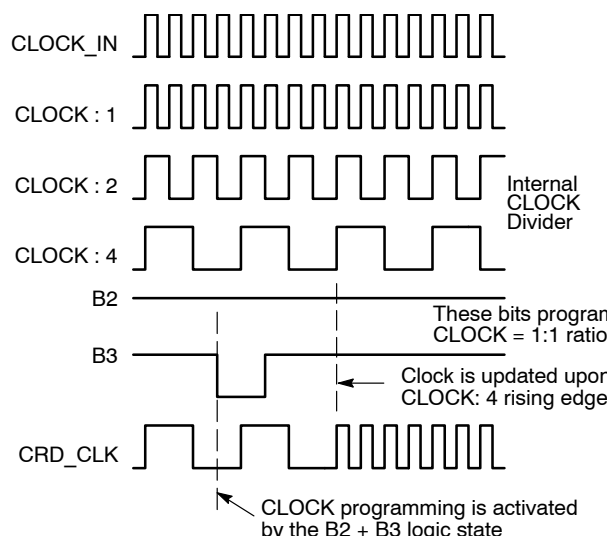 CLOCK_IN
CLOCK : 1
CLOCK : 2
Internal
CLOCK
Divider
CLOCK : 4
B2
These bits program
CLOCK = 1:1 ratio
B3
Clock is updated upon
CLOCK: 4 rising edge
CRD_CLK
CLOCK programming is activated
by the B2 + B3 logic state